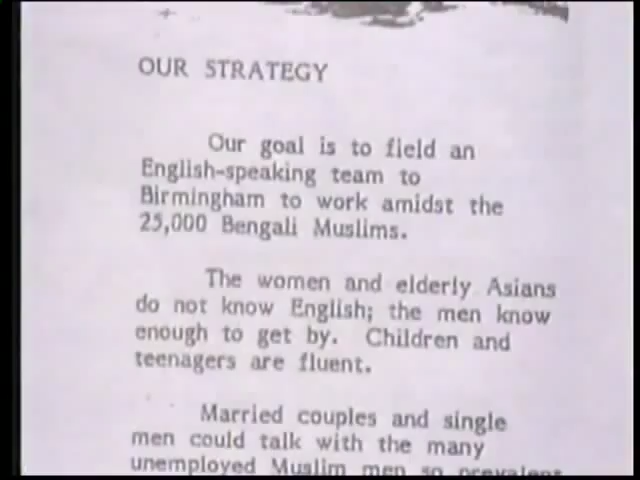 OUR STRATEGY
Our goal is to field an
English-speaking team to
Birmingham to work amidst the
25,000 Bengali Muslims.
The women and elderly Asians
do not know English; the men know
enough to get by. Children and
teenagers are fluent.
Married couples and single
men could talk with the many
unemployed Muslim men so prevalent